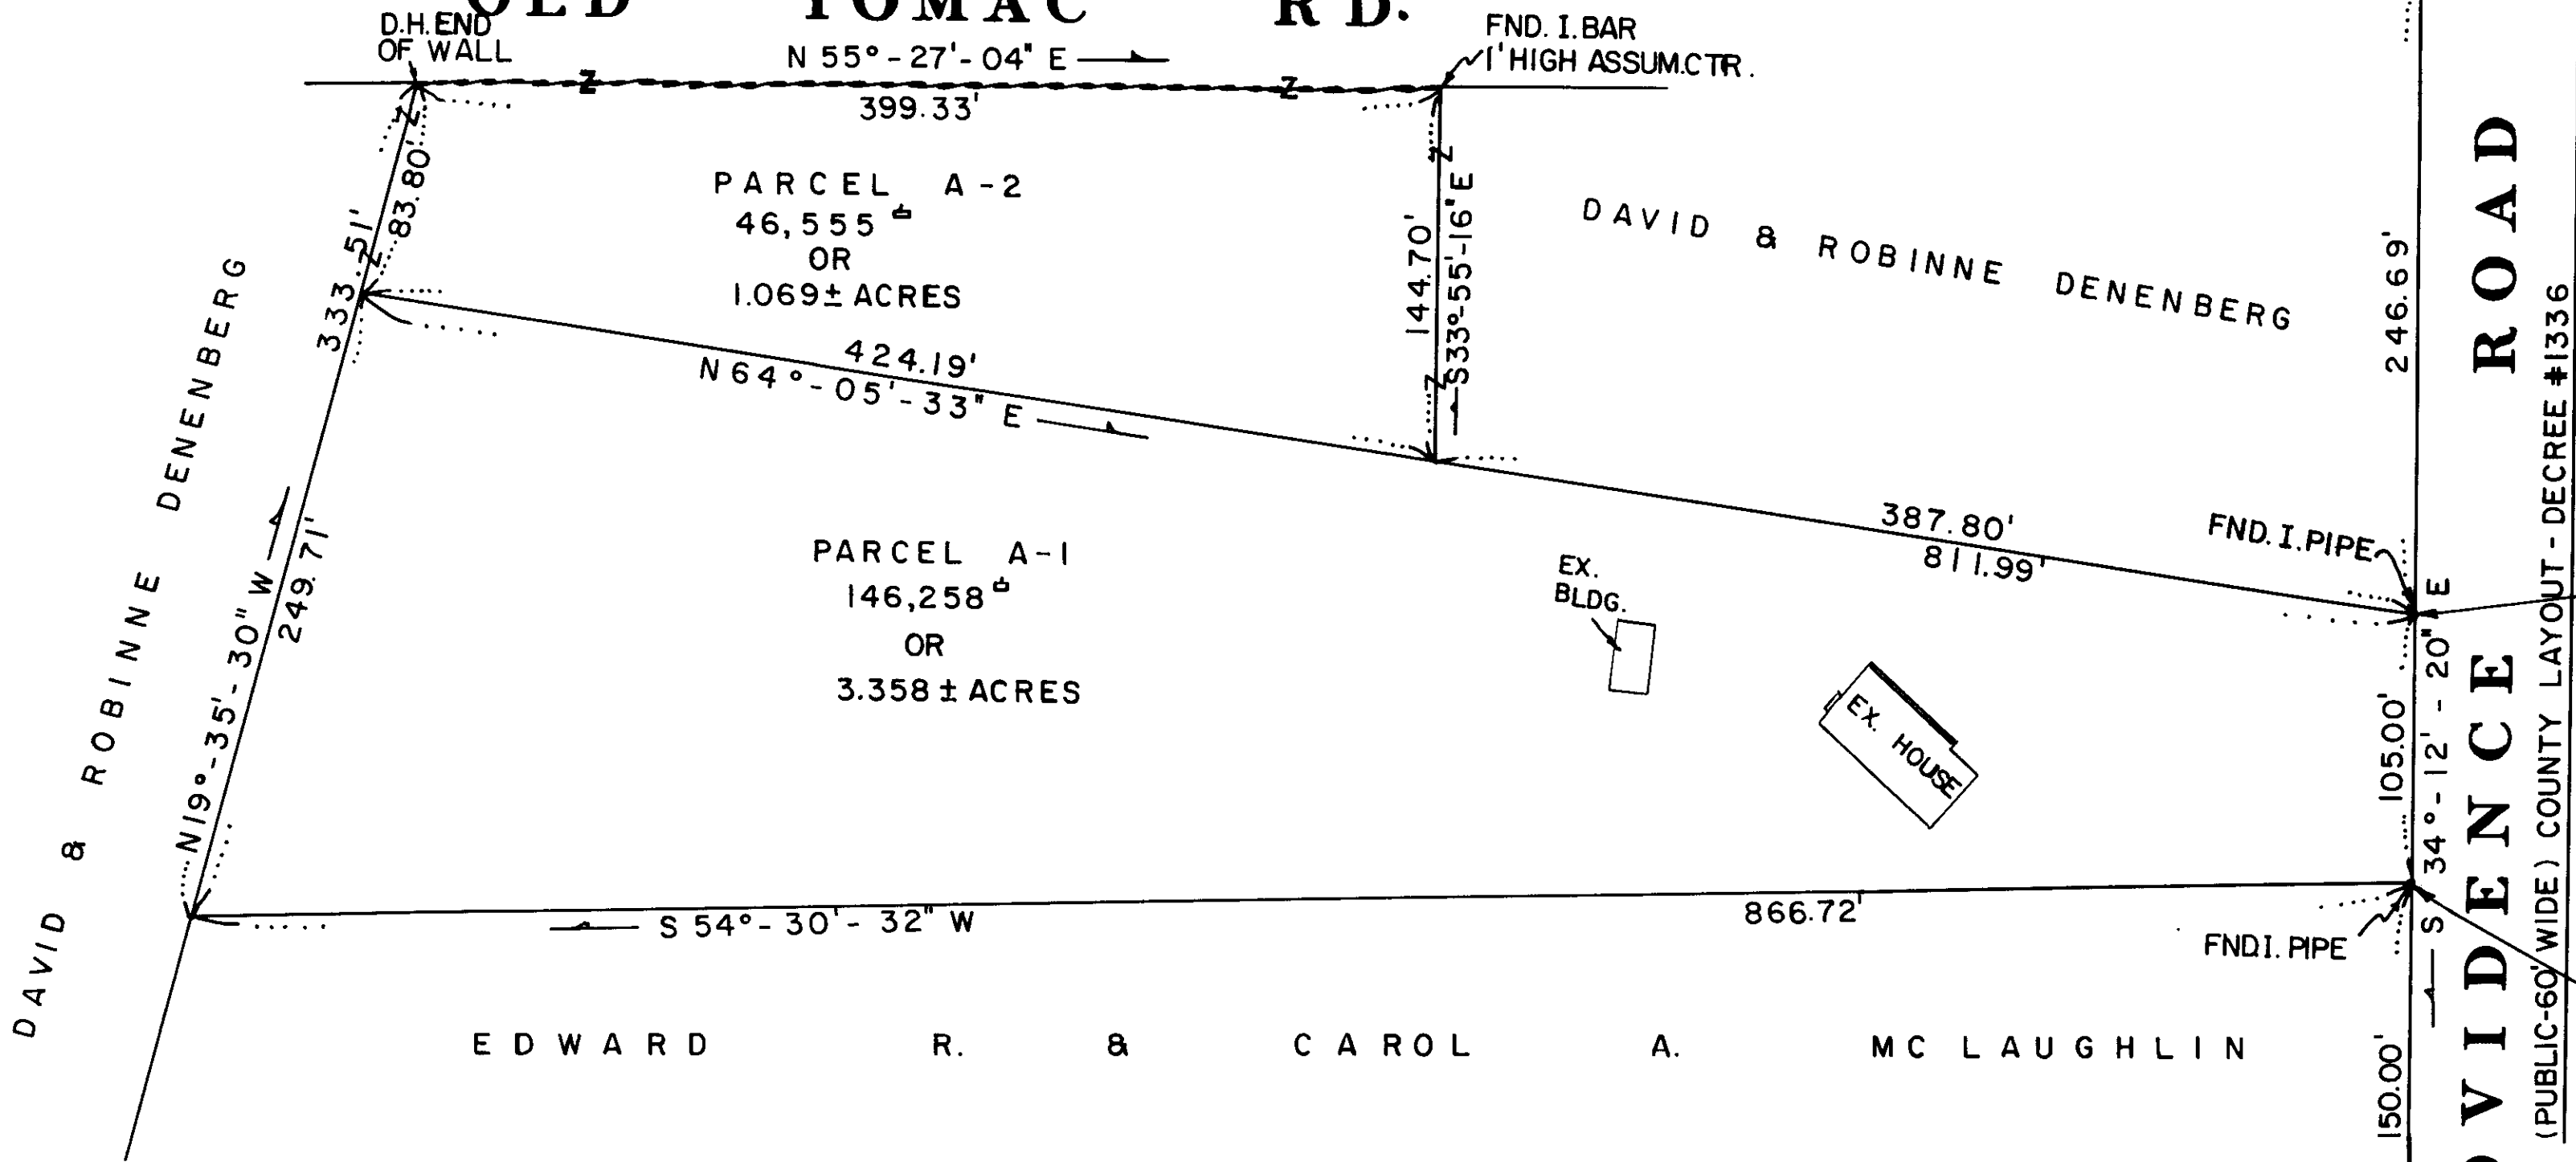 OLD TOMAC RD.
D.H. END
OF WALL
N 55°-27'-04" E
FND. I. BAR
1' HIGH ASSUM. CTR.
399.33'
83.80'
333.51'
PARCEL A-2
46,555
OR
1.069± ACRES
144.70'
S33°-55'-16" E
DAVID & ROBINNE DENENBERG
246.69'
424.19'
N 64°-05'-33" E
DAVID & ROBINNE DENENBERG
N19°-35'-30" W
249.71'
PARCEL A-1
146,258
OR
3.358 ± ACRES
387.80'
811.99'
FND. I. PIPE
EX.
BLDG.
EX. HOUSE
105.00'
S 34°-12'-20" E
S 54°-30'-32" W
866.72'
FND. I. PIPE
EDWARD R. & CAROL A. MC LAUGHLIN
150.00'
OVIDENCE ROAD
(PUBLIC-60' WIDE) COUNTY LAYOUT - DECREE #1336